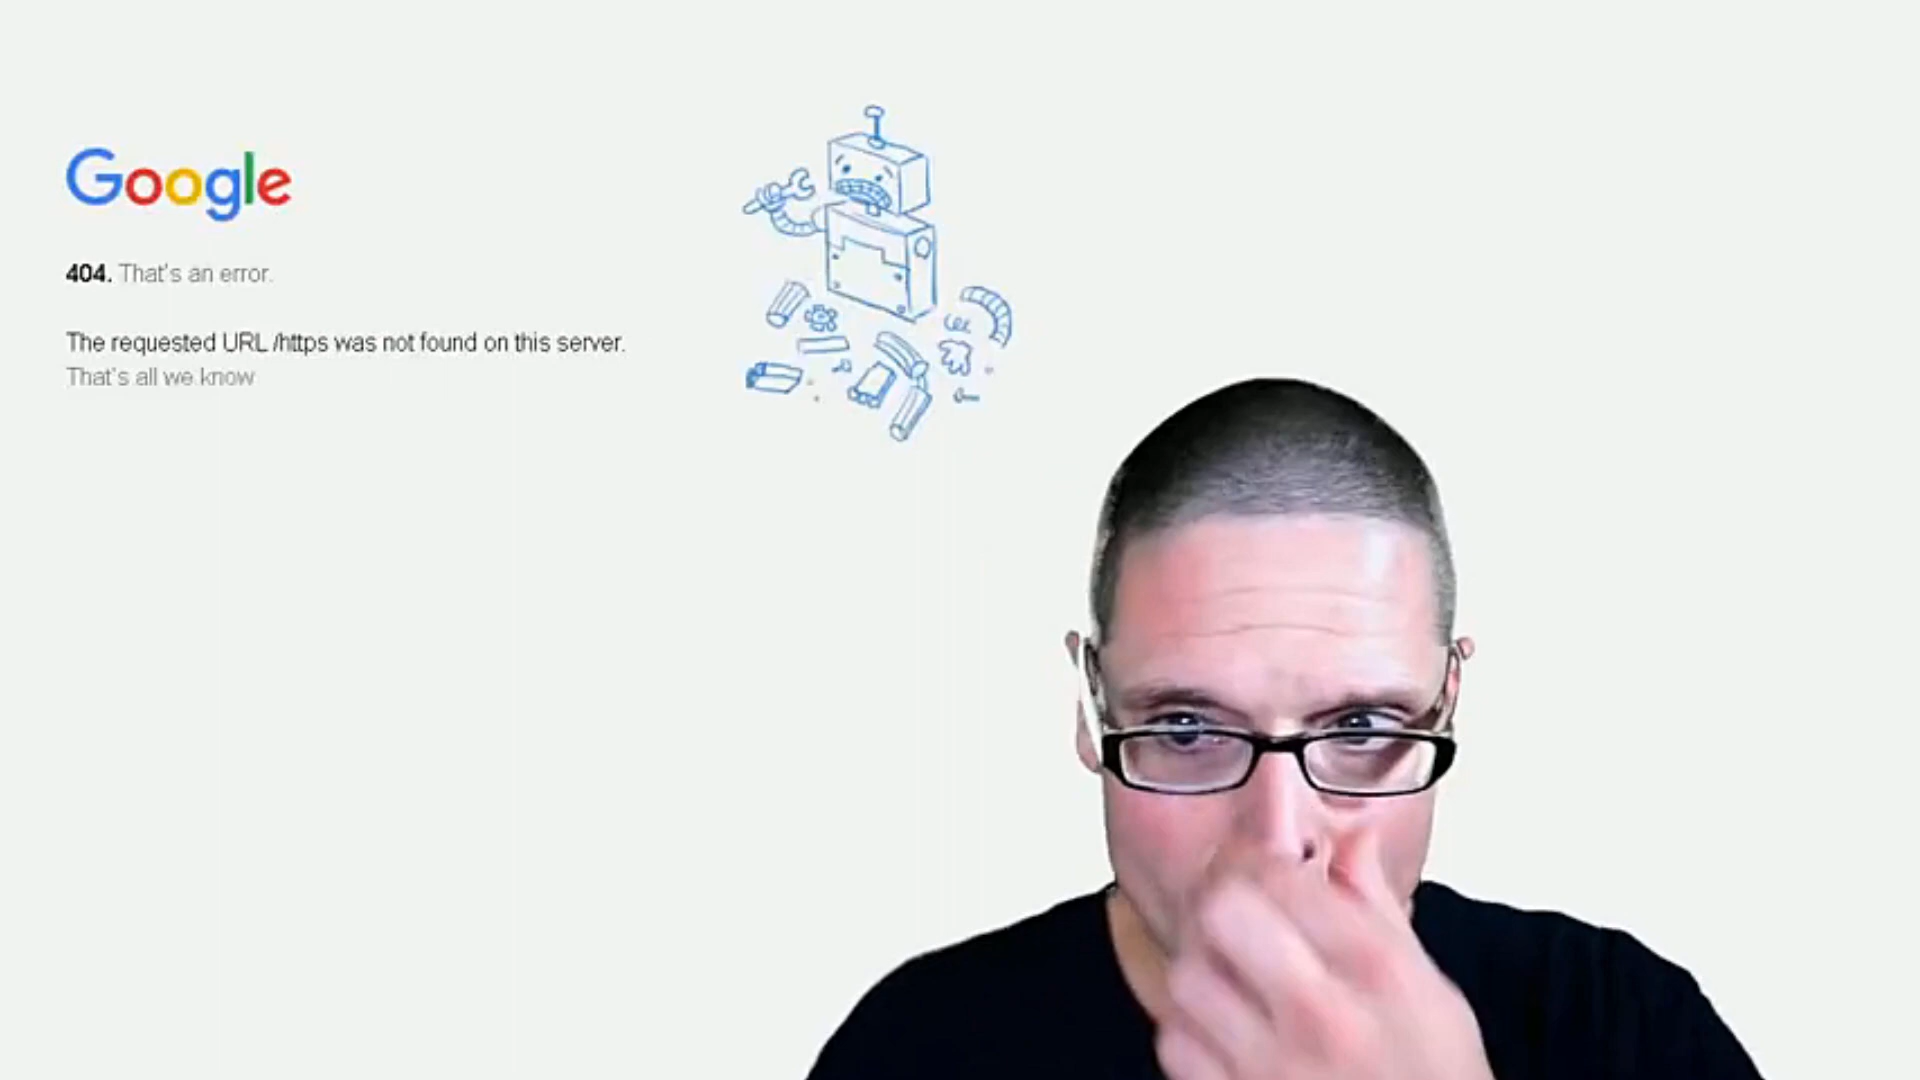 Google
404. That's an error.
The requested URL /https was not found on this server.
That's all we know